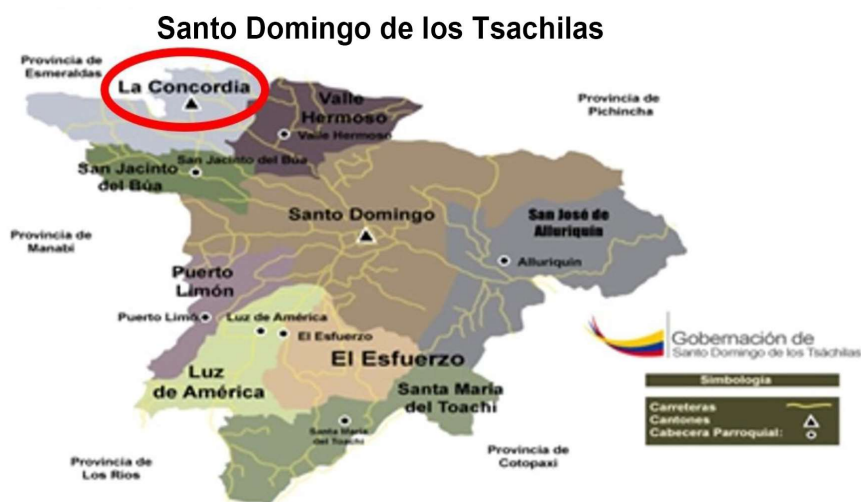 Santo Domingo de los Tsachilas
Provincia de
Esmeraldas
La Concordia
Valle
Hermoso
Valle Hermoso
Provincia de
Pichincha
San Jacinto del Búa
San Jacinto
del Búa
Santo Domingo
San José de
Alluriquín
Alluriquin
Provincia de
Manabí
Puerto
Limón
Puerto Limón
Luz de América
El Esfuerzo
El Esfuerzo
Luz
de América
Santa María
del Toachi
Santa María
del Toachi
Gobernación de
Santo Domingo de los Tsáchilas
Simbología
Carreteras
Cantones
Cabecera Parroquial:
Provincia de
Los Ríos
Provincia de
Cotopaxi